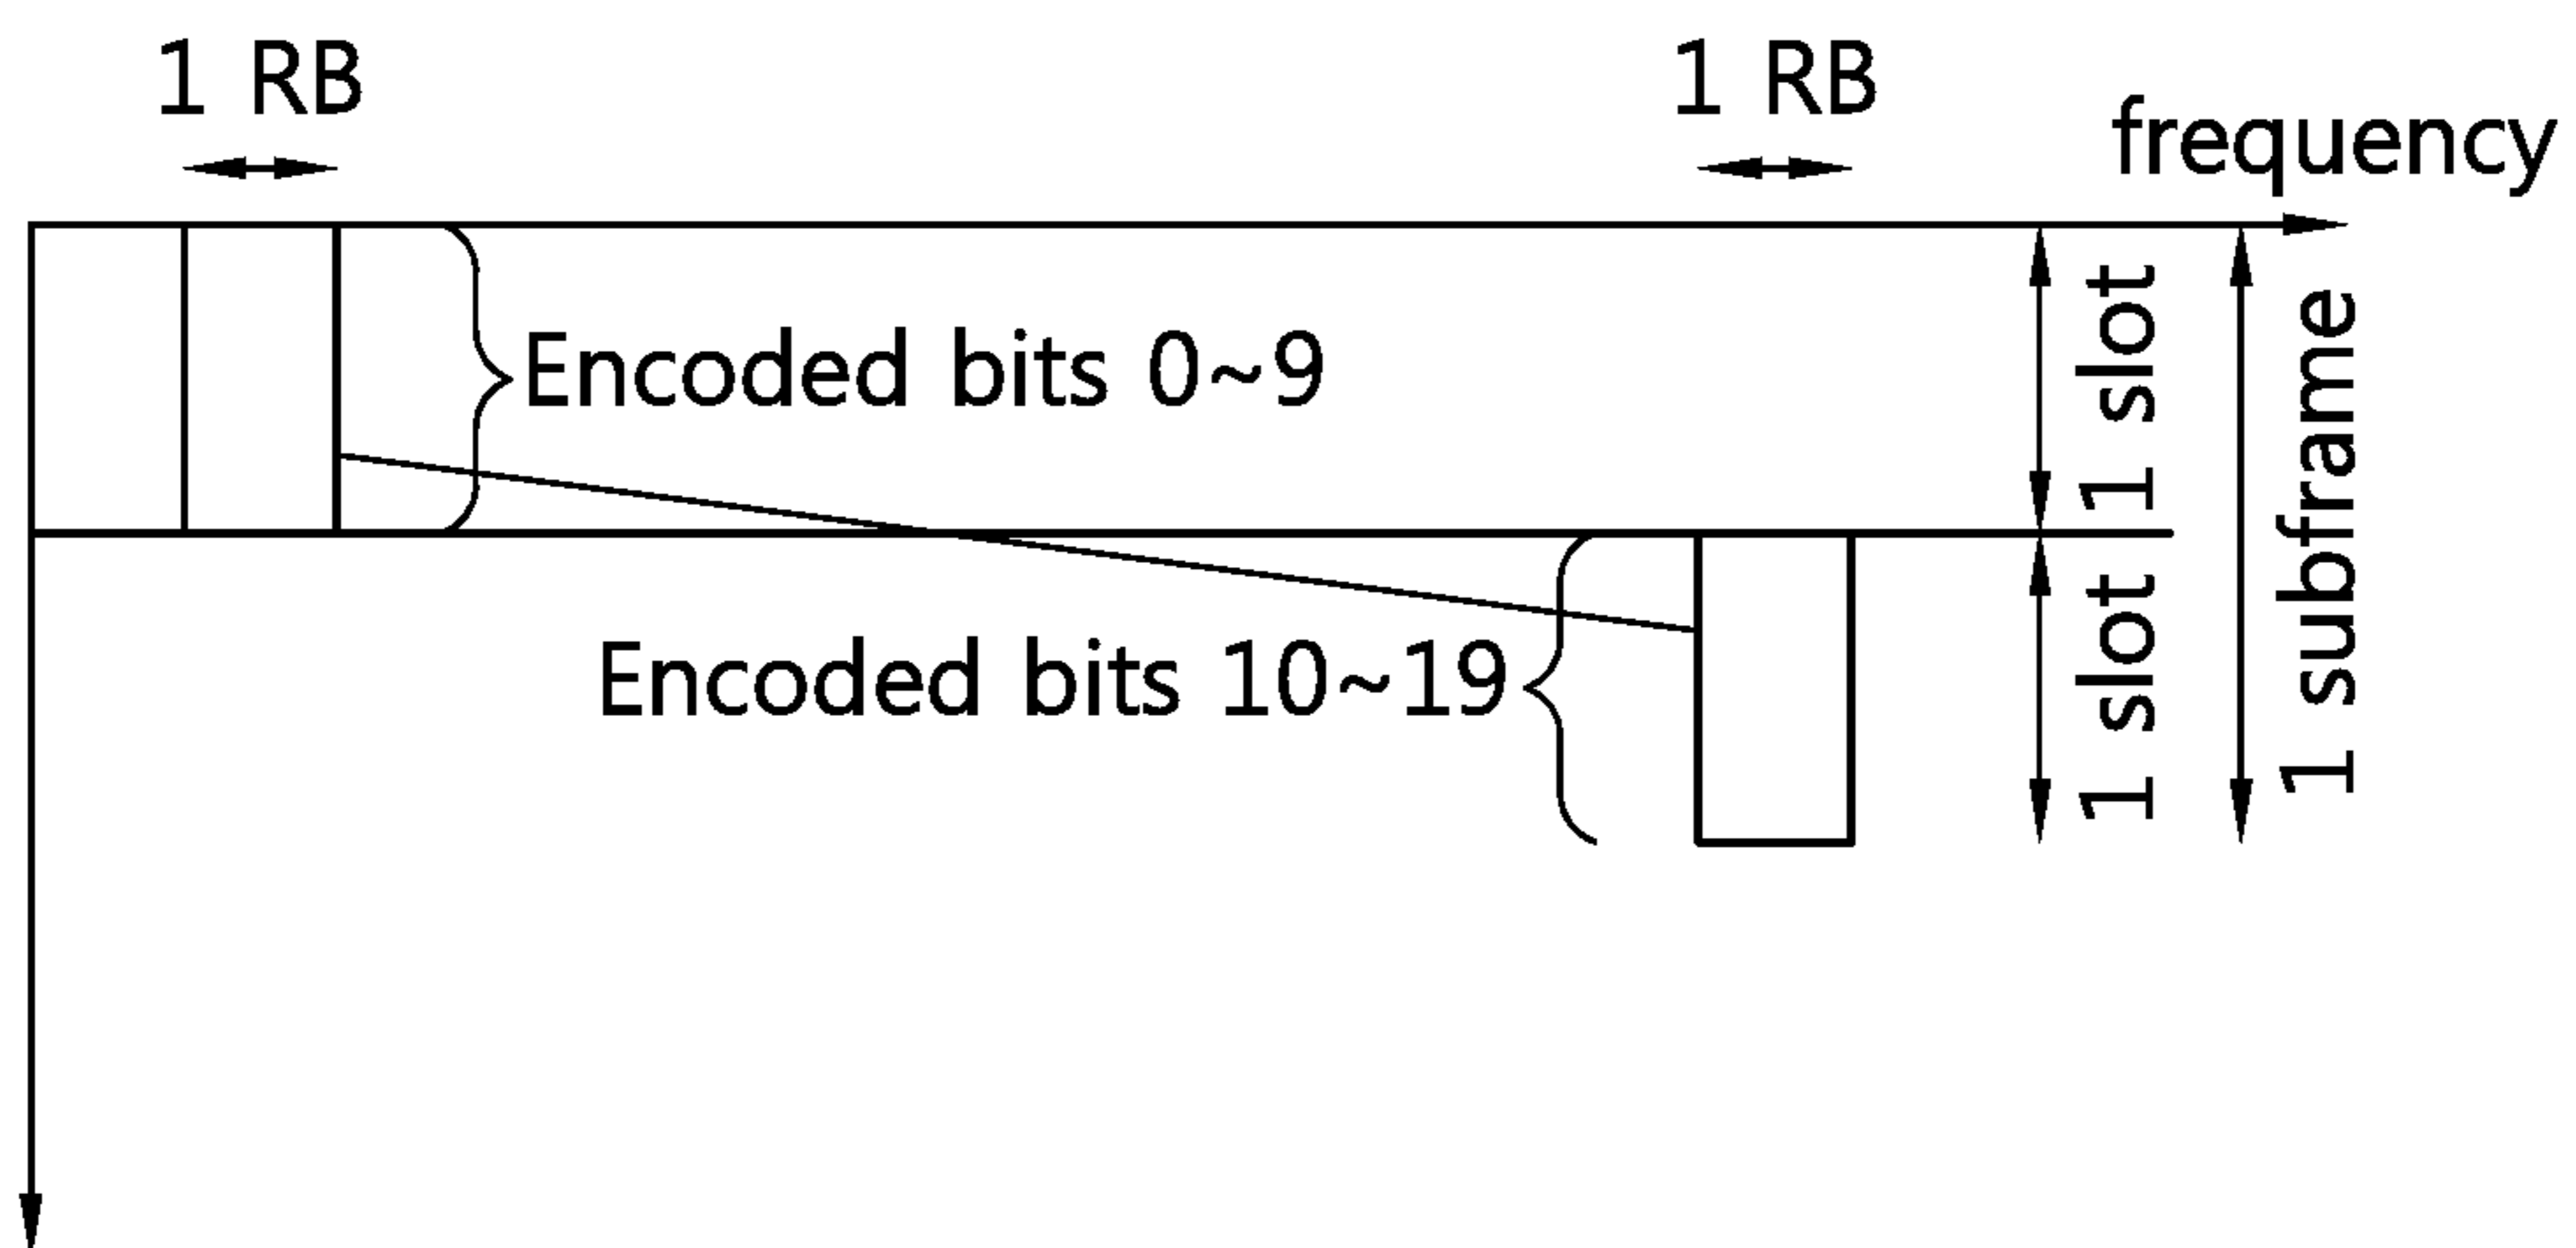 1 RB
1 RB
frequency
Encoded bits 0~9
1 slot
Encoded bits 10~19
1 slot
1 subframe